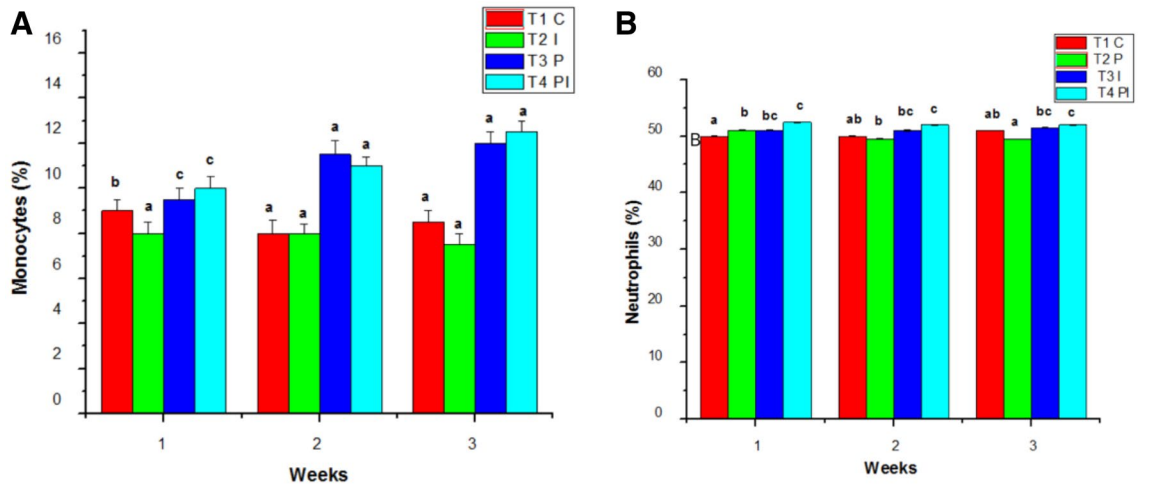 A
T1 C
T2 I
T3 P
T4 PI
16
14
12
10
8
6
4
2
0
Monocytes (%)
b
a
c
c
a
a
a
a
a
a
a
a
1
2
3
Weeks
B
T1 C
T2 P
T3 I
T4 PI
60
50
40
30
20
10
0
Neutrophils (%)
B
a
b
bc
c
ab
b
bc
c
ab
a
bc
c
1
2
3
Weeks